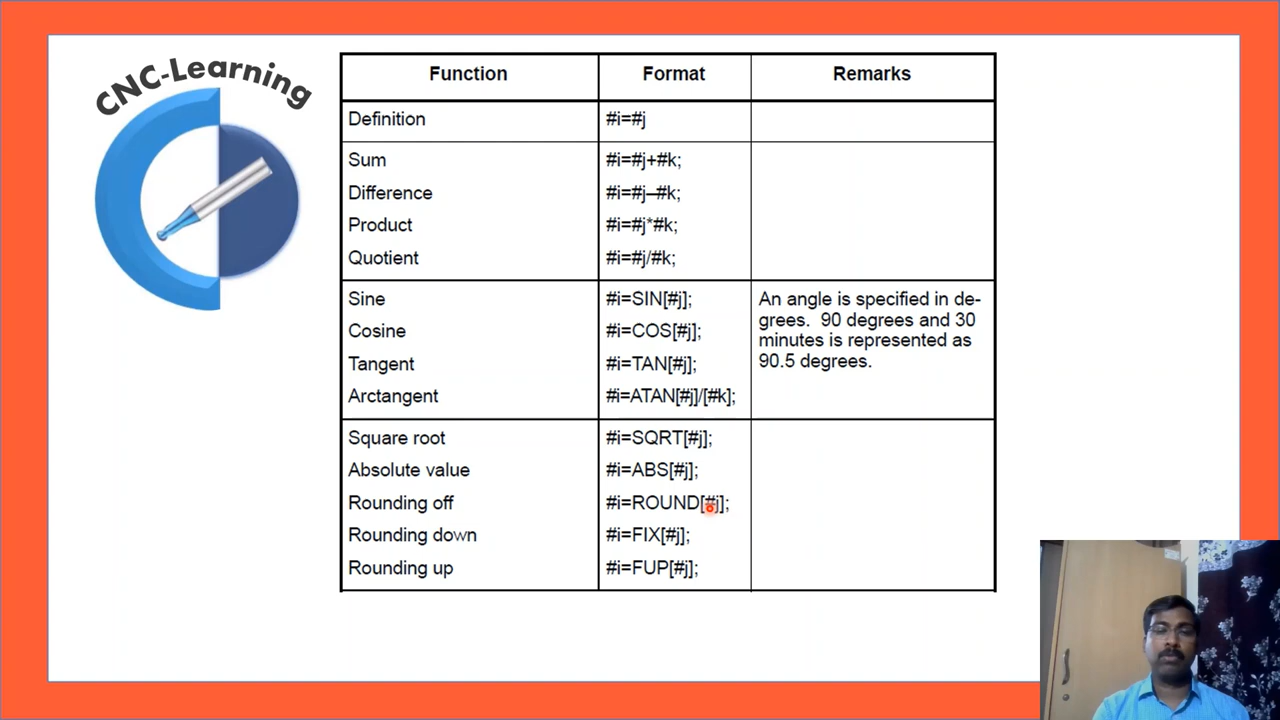 CNC-Learning
Function Format Remarks
Definition #i=#j
Sum #i=#j+#k;
Difference #i=#j–#k;
Product #i=#j*#k;
Quotient #i=#j/#k;
Sine #i=SIN[#j]; An angle is specified in de-
Cosine #i=COS[#j]; grees. 90 degrees and 30
Tangent #i=TAN[#j]; minutes is represented as
Arctangent #i=ATAN[#j]/[#k]; 90.5 degrees.
Square root #i=SQRT[#j];
Absolute value #i=ABS[#j];
Rounding off #i=ROUND[#j];
Rounding down #i=FIX[#j];
Rounding up #i=FUP[#j];